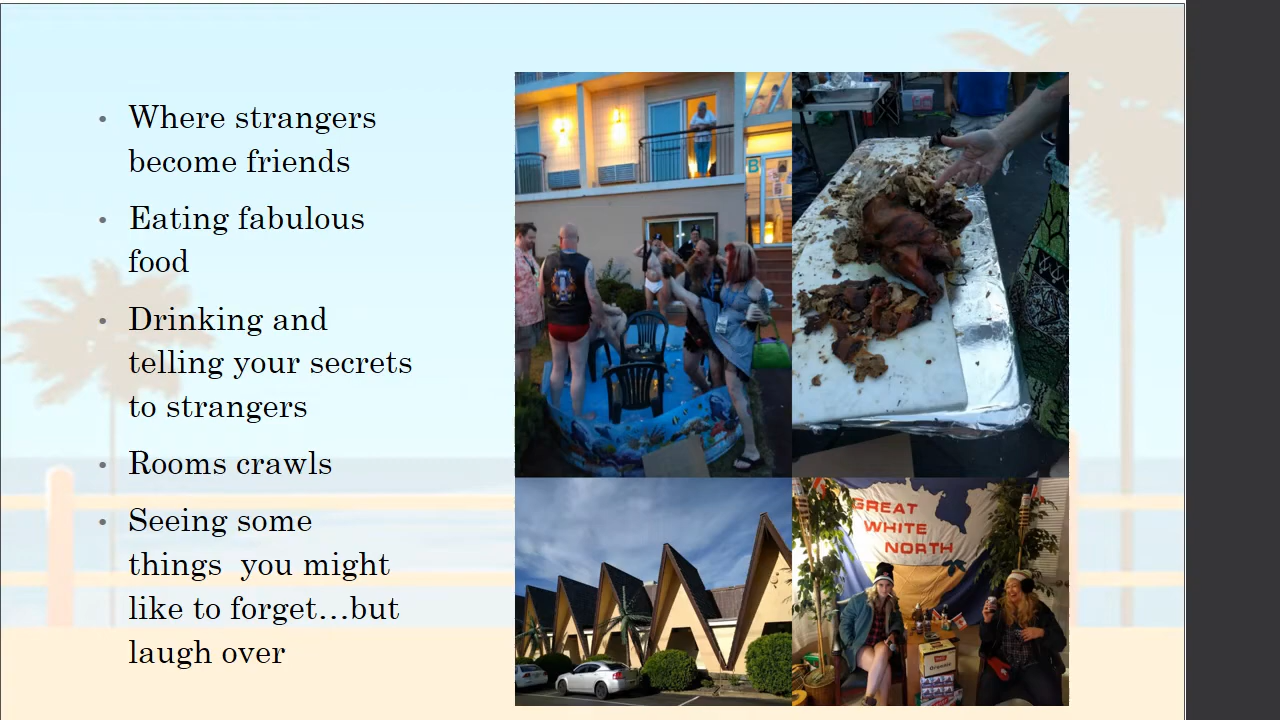 Where strangers
become friends
Eating fabulous
food
Drinking and
telling your secrets
to strangers
Rooms crawls
Seeing some
things  you might
like to forget...but
laugh over
B
GREAT
WHITE
NORTH